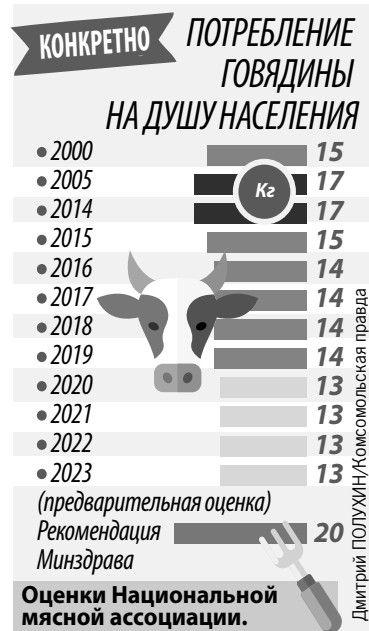 КОНКРЕТНО
ПОТРЕБЛЕНИЕ
ГОВЯДИНЫ
НА ДУШУ НАСЕЛЕНИЯ
• 2000 15
• 2005 17
Кг
• 2014 17
• 2015 15
• 2016 14
• 2017 14
• 2018 14
• 2019 14
• 2020 13
• 2021 13
• 2022 13
• 2023 13
(предварительная оценка)
Рекомендация 20
Минздрава
Оценки Национальной
мясной ассоциации.
Дмитрий ПОЛУХИН/Комсомольская правда